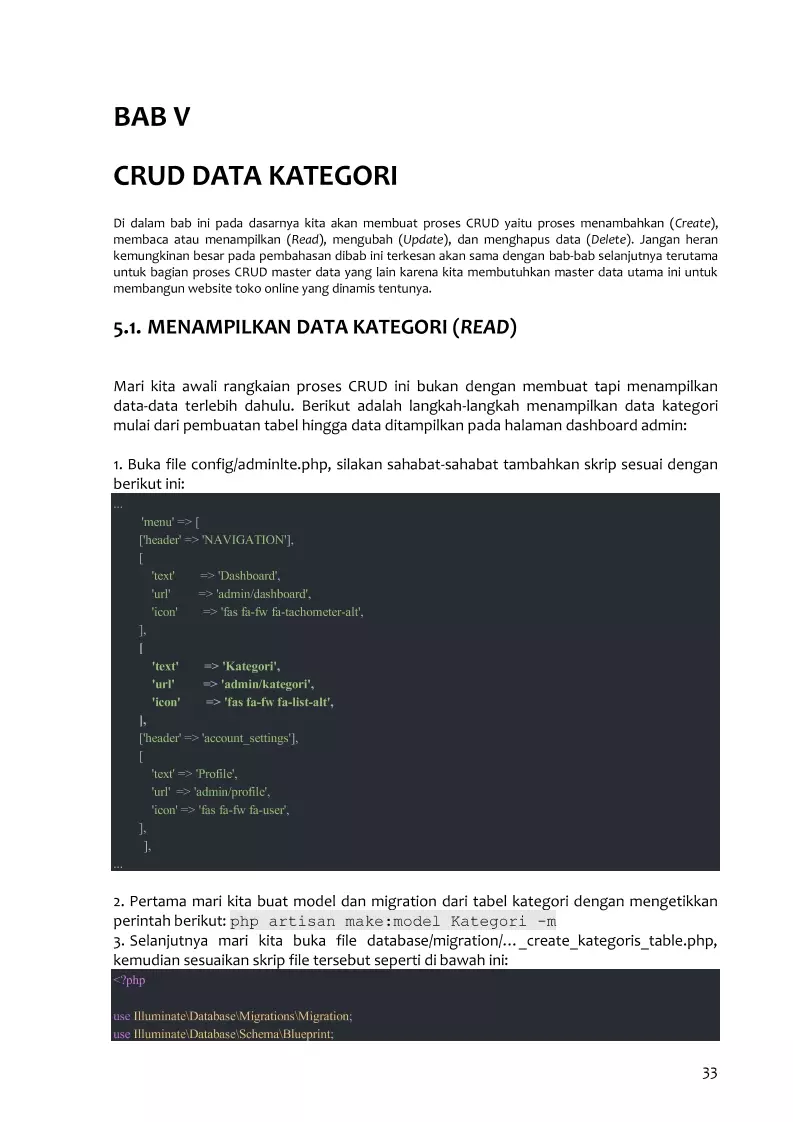 BAB V
CRUD DATA KATEGORI
Di dalam bab ini pada dasarnya kita akan membuat proses CRUD yaitu proses menambahkan (Create),
membaca atau menampilkan (Read), mengubah (Update), dan menghapus data (Delete). Jangan heran
kemungkinan besar pada pembahasan dibab ini terkesan akan sama dengan bab-bab selanjutnya terutama
untuk bagian proses CRUD master data yang lain karena kita membutuhkan master data utama ini untuk
membangun website toko online yang dinamis tentunya.
5.1. MENAMPILKAN DATA KATEGORI (READ)
Mari kita awali rangkaian proses CRUD ini bukan dengan membuat tapi menampilkan
data-data terlebih dahulu. Berikut adalah langkah-langkah menampilkan data kategori
mulai dari pembuatan tabel hingga data ditampilkan pada halaman dashboard admin:
1. Buka file config/adminlte.php, silakan sahabat-sahabat tambahkan skrip sesuai dengan
berikut ini:
...
'menu' => [
['header' => 'NAVIGATION'],
[
'text' => 'Dashboard',
'url' => 'admin/dashboard',
'icon' => 'fas fa-fw fa-tachometer-alt',
],
[
'text' => 'Kategori',
'url' => 'admin/kategori',
'icon' => 'fas fa-fw fa-list-alt',
],
['header' => 'account_settings'],
[
'text' => 'Profile',
'url' => 'admin/profile',
'icon' => 'fas fa-fw fa-user',
],
],
...
2. Pertama mari kita buat model dan migration dari tabel kategori dengan mengetikkan
perintah berikut: php artisan make:model Kategori -m
3. Selanjutnya mari kita buka file database/migration/..._create_kategoris_table.php,
kemudian sesuaikan skrip file tersebut seperti di bawah ini:
<?php
use Illuminate\Database\Migrations\Migration;
use Illuminate\Database\Schema\Blueprint;
33